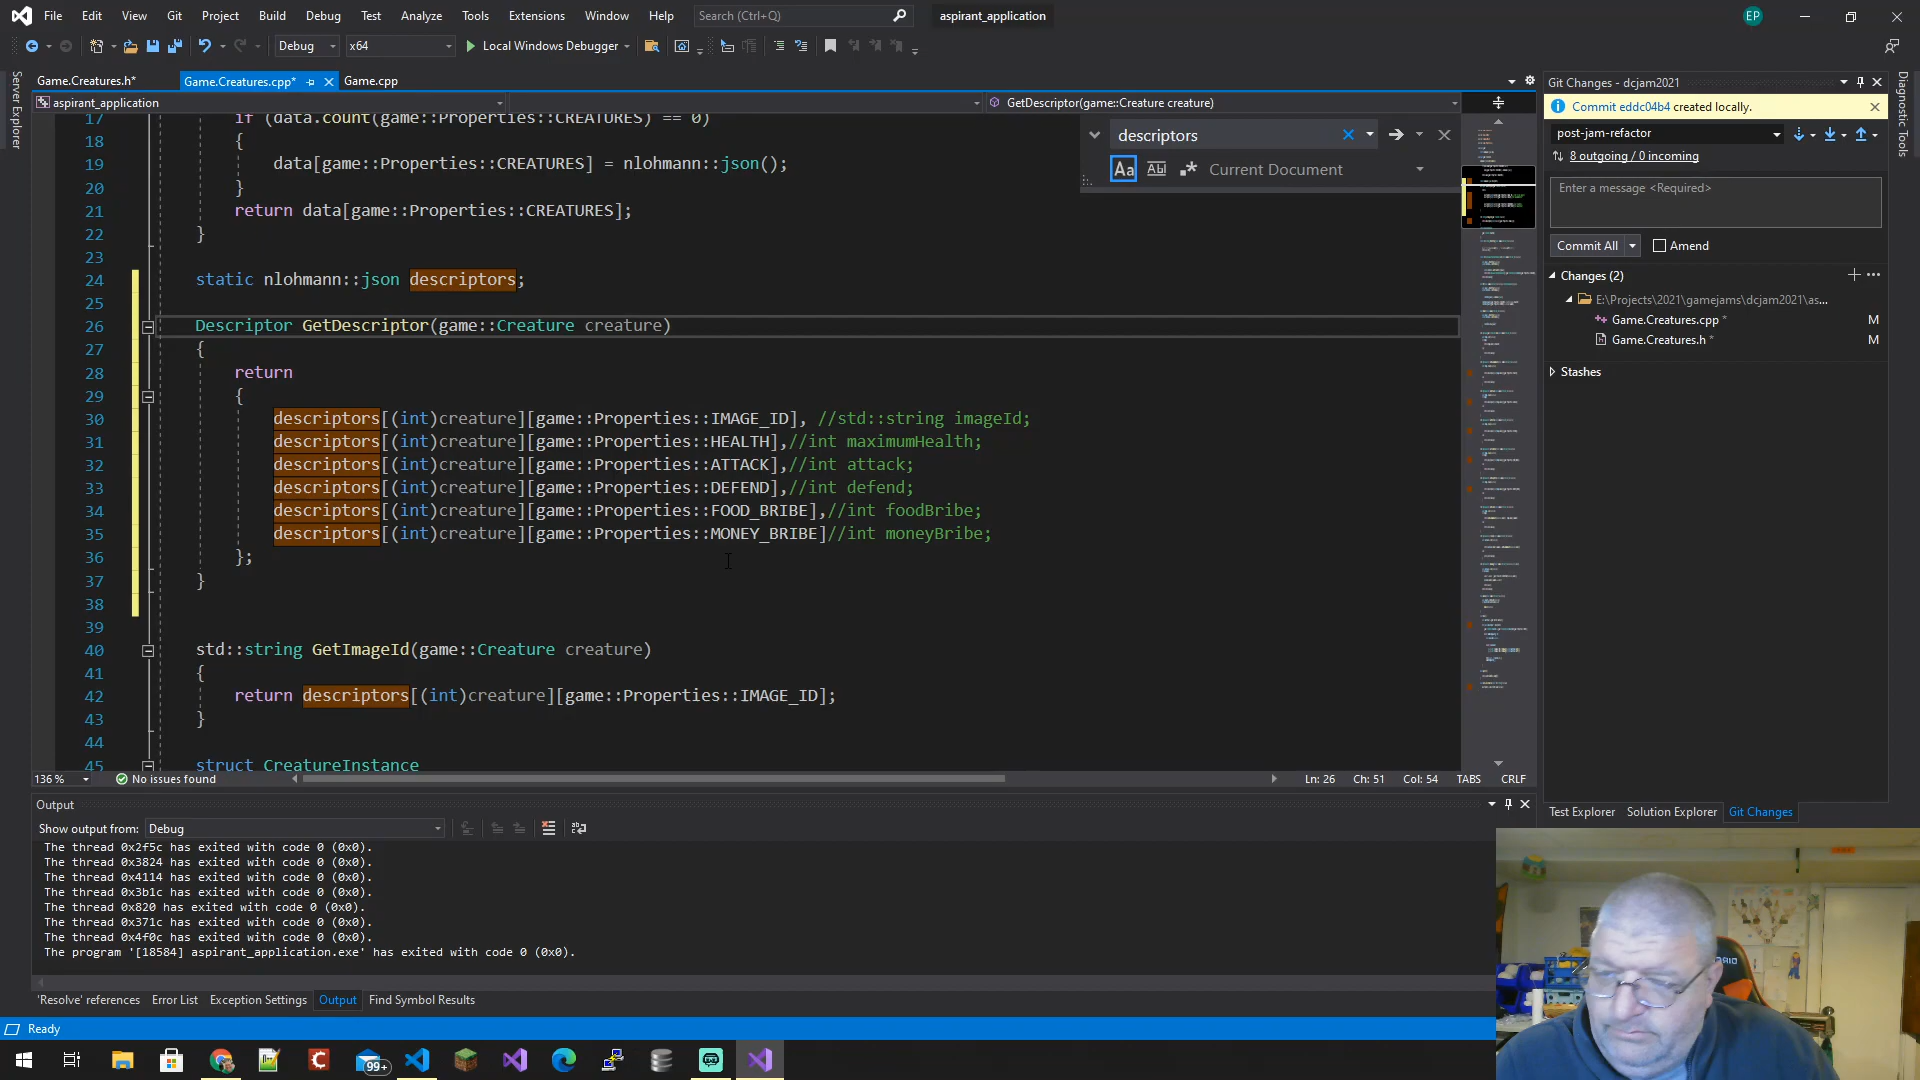 File Edit View Git Project Build Debug Test Analyze Tools Extensions Window Help Search (Ctrl+Q) aspirant_application EP
Debug x64 Local Windows Debugger
Server Explorer
Game.Creatures.h* Game.Creatures.cpp* Game.cpp
aspirant_application GetDescriptor(game::Creature creature)
17 if (data.count(game::Properties::CREATURES) == 0)
18 {
19 data[game::Properties::CREATURES] = nlohmann::json();
20 }
21 return data[game::Properties::CREATURES];
22 }
23
24 static nlohmann::json descriptors;
25
26 Descriptor GetDescriptor(game::Creature creature)
27 {
28 return
29 {
30 descriptors[(int)creature][game::Properties::IMAGE_ID], //std::string imageId;
31 descriptors[(int)creature][game::Properties::HEALTH],//int maximumHealth;
32 descriptors[(int)creature][game::Properties::ATTACK],//int attack;
33 descriptors[(int)creature][game::Properties::DEFEND],//int defend;
34 descriptors[(int)creature][game::Properties::FOOD_BRIBE],//int foodBribe;
35 descriptors[(int)creature][game::Properties::MONEY_BRIBE]//int moneyBribe;
36 };
37 }
38
39
40 std::string GetImageId(game::Creature creature)
41 {
42 return descriptors[(int)creature][game::Properties::IMAGE_ID];
43 }
44
45 struct CreatureInstance
descriptors
Aa Ab Current Document
136 % No issues found Ln: 26 Ch: 51 Col: 54 TABS CRLF
Output
Show output from: Debug
The thread 0x2f5c has exited with code 0 (0x0).
The thread 0x3824 has exited with code 0 (0x0).
The thread 0x4114 has exited with code 0 (0x0).
The thread 0x3b1c has exited with code 0 (0x0).
The thread 0x820 has exited with code 0 (0x0).
The thread 0x371c has exited with code 0 (0x0).
The thread 0x4f0c has exited with code 0 (0x0).
The program '[18584] aspirant_application.exe' has exited with code 0 (0x0).
'Resolve' references Error List Exception Settings Output Find Symbol Results
Ready
Git Changes - dcjam2021
Commit eddc04b4 created locally.
post-jam-refactor
8 outgoing / 0 incoming
Enter a message <Required>
Commit All Amend
Changes (2)
E:\Projects\2021\gamejams\dcjam2021\as...
Game.Creatures.cpp * M
Game.Creatures.h * M
Stashes
Test Explorer Solution Explorer Git Changes
Diagnostic Tools
99+